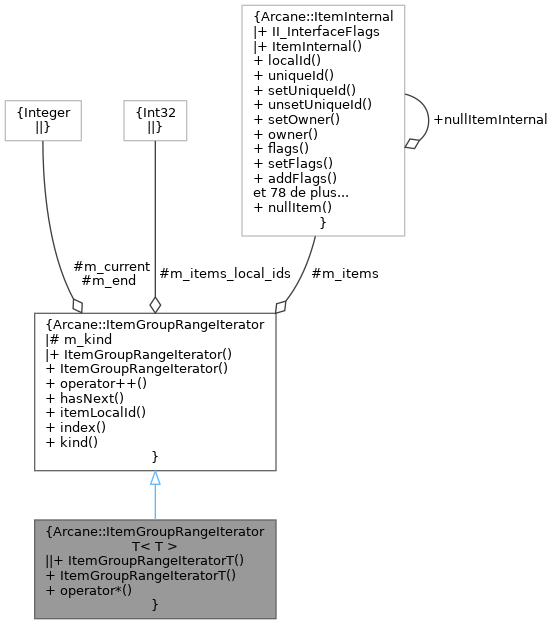 {Arcane::ItemInternal
|+ II_InterfaceFlags
|+ ItemInternal()
+ localId()
+ uniqueId()
+ setUniqueId()
+ unsetUniqueId()
+ setOwner()
+ owner()
+ flags()
+ setFlags()
+ addFlags()
et 78 de plus...
+ nullItem()
}
+nullItemInternal
{Integer
||}
{Int32
||}
#m_current
#m_end
#m_items_local_ids
#m_items
{Arcane::ItemGroupRangeIterator
|# m_kind
|+ ItemGroupRangeIterator()
+ ItemGroupRangeIterator()
+ operator++()
+ hasNext()
+ itemLocalId()
+ index()
+ kind()
}
{Arcane::ItemGroupRangeIterator
T< T >
||+ ItemGroupRangeIteratorT()
+ ItemGroupRangeIteratorT()
+ operator*()
}